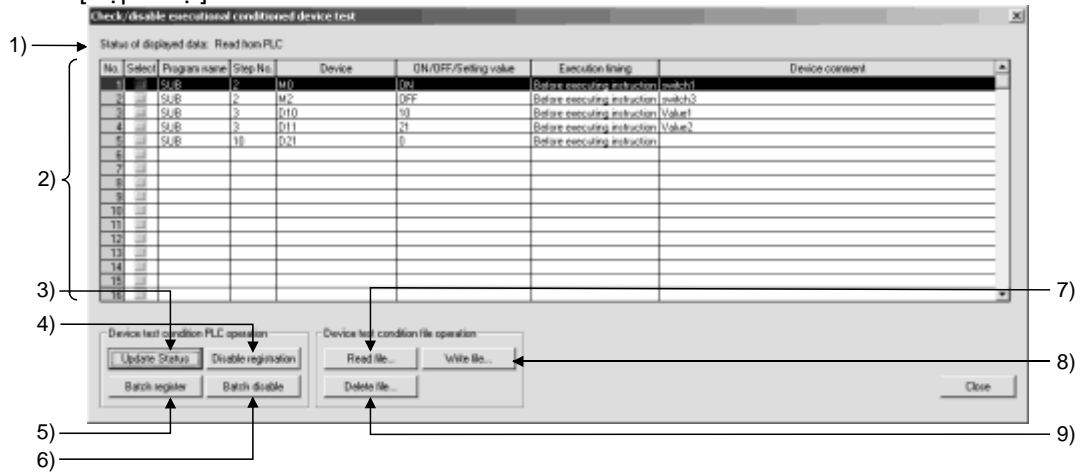 Check/disable executional conditioned device test
1)
Status of displayed data: Read from PLC
2)
No. Select Program name Step No. Device ON/OFF/Setting value Execution timing Device comment
1 SUB 2 M0 ON Before executing instruction switch1
2 SUB 2 M2 OFF Before executing instruction switch3
3 SUB 3 D10 10 Before executing instruction Value1
4 SUB 3 D11 21 Before executing instruction Value2
5 SUB 10 D21 0 Before executing instruction
6
7
8
9
10
11
12
13
14
15
16
3)
7)
4)
Device test condition PLC operation
Device test condition file operation
Update Status Disable registration Read file... Write file...
8)
Batch register Batch disable Delete file... Close
5)
9)
6)